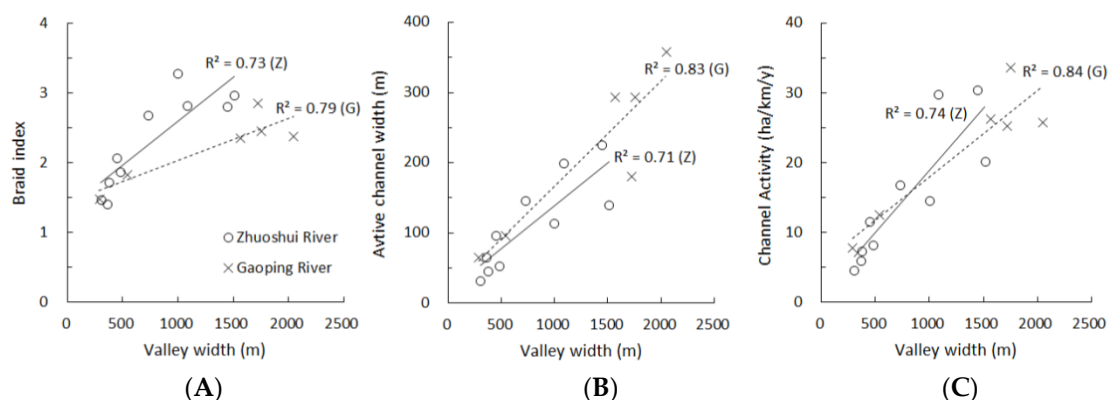 4
3
2
1
0
Braid index
R² = 0.73 (Z)
R² = 0.79 (G)
Zhuoshui River
Gaoping River
0 500 1000 1500 2000 2500
Valley width (m)
(A)
400
300
200
100
0
Avtive channel width (m)
R² = 0.83 (G)
R² = 0.71 (Z)
0 500 1000 1500 2000 2500
Valley width (m)
(B)
40
30
20
10
0
Channel Activity (ha/km/y)
R² = 0.84 (G)
R² = 0.74 (Z)
0 500 1000 1500 2000 2500
Valley width (m)
(C)